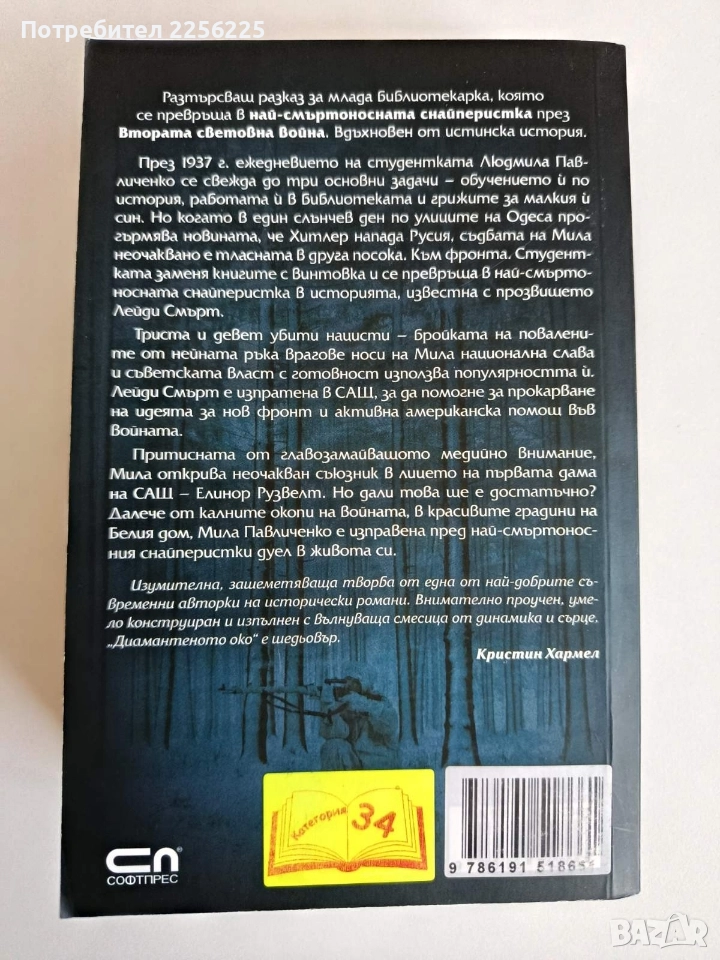 Потребител 2256225
Разтърсващ разказ за млада библиотекарка, която
се превръща в най-смъртоносната снайперистка през
Втората световна война. Вдъхновен от истинска история.
През 1937 г. ежедневието на студентката Людмила Пав-
личенко се свежда до три основни задачи – обучението ѝ по
история, работата ѝ в библиотеката и грижите за малкия ѝ
син. Но когато в един слънчев ден по улиците на Одеса про-
гърмява новината, че Хитлер напада Русия, съдбата на Мила
неочаквано е тласната в друга посока. Към фронта. Студент-
ката заменя книгите с винтовка и се превръща в най-смърто-
носната снайперистка в историята, известна с прозвището
Лейди Смърт.
Триста и девет убити нацисти – бройката на повалени-
те от нейната ръка врагове носи на Мила национална слава
и съветската власт с готовност използва популярността ѝ.
Лейди Смърт е изпратена в САЩ, за да помогне за прокарване
на идеята за нов фронт и активна американска помощ във
войната.
Притисната от главозамайващото медийно внимание,
Мила открива неочакван съюзник в лицето на първата дама
на САЩ – Елинор Рузвелт. Но дали това ще е достатъчно?
Далече от калните окопи на войната, в красивите градини на
Белия дом, Мила Павличенко е изправена пред най-смъртонос-
ния снайперистки дуел в живота си.
Изумителна, зашеметяваща творба от една от най-добрите съ-
временни авторки на исторически романи. Внимателно проучен, уме-
ло конструиран и изпълнен с вълнуваща смесица от динамика и сърце.
„Диамантеното око“ е шедьовър.
Кристин Хармел
Категория 34
СОФТПРЕС
9 786191 51866
BAZAR